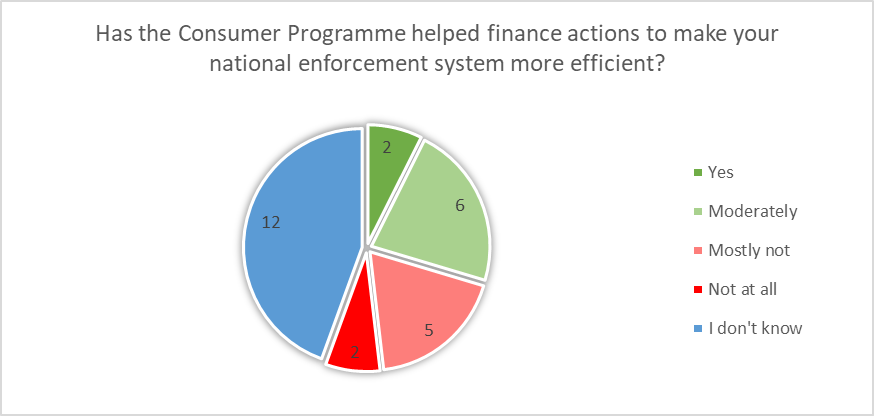 Has the Consumer Programme helped finance actions to make your
national enforcement system more efficient?
2
6
5
2
12
Yes
Moderately
Mostly not
Not at all
I don't know